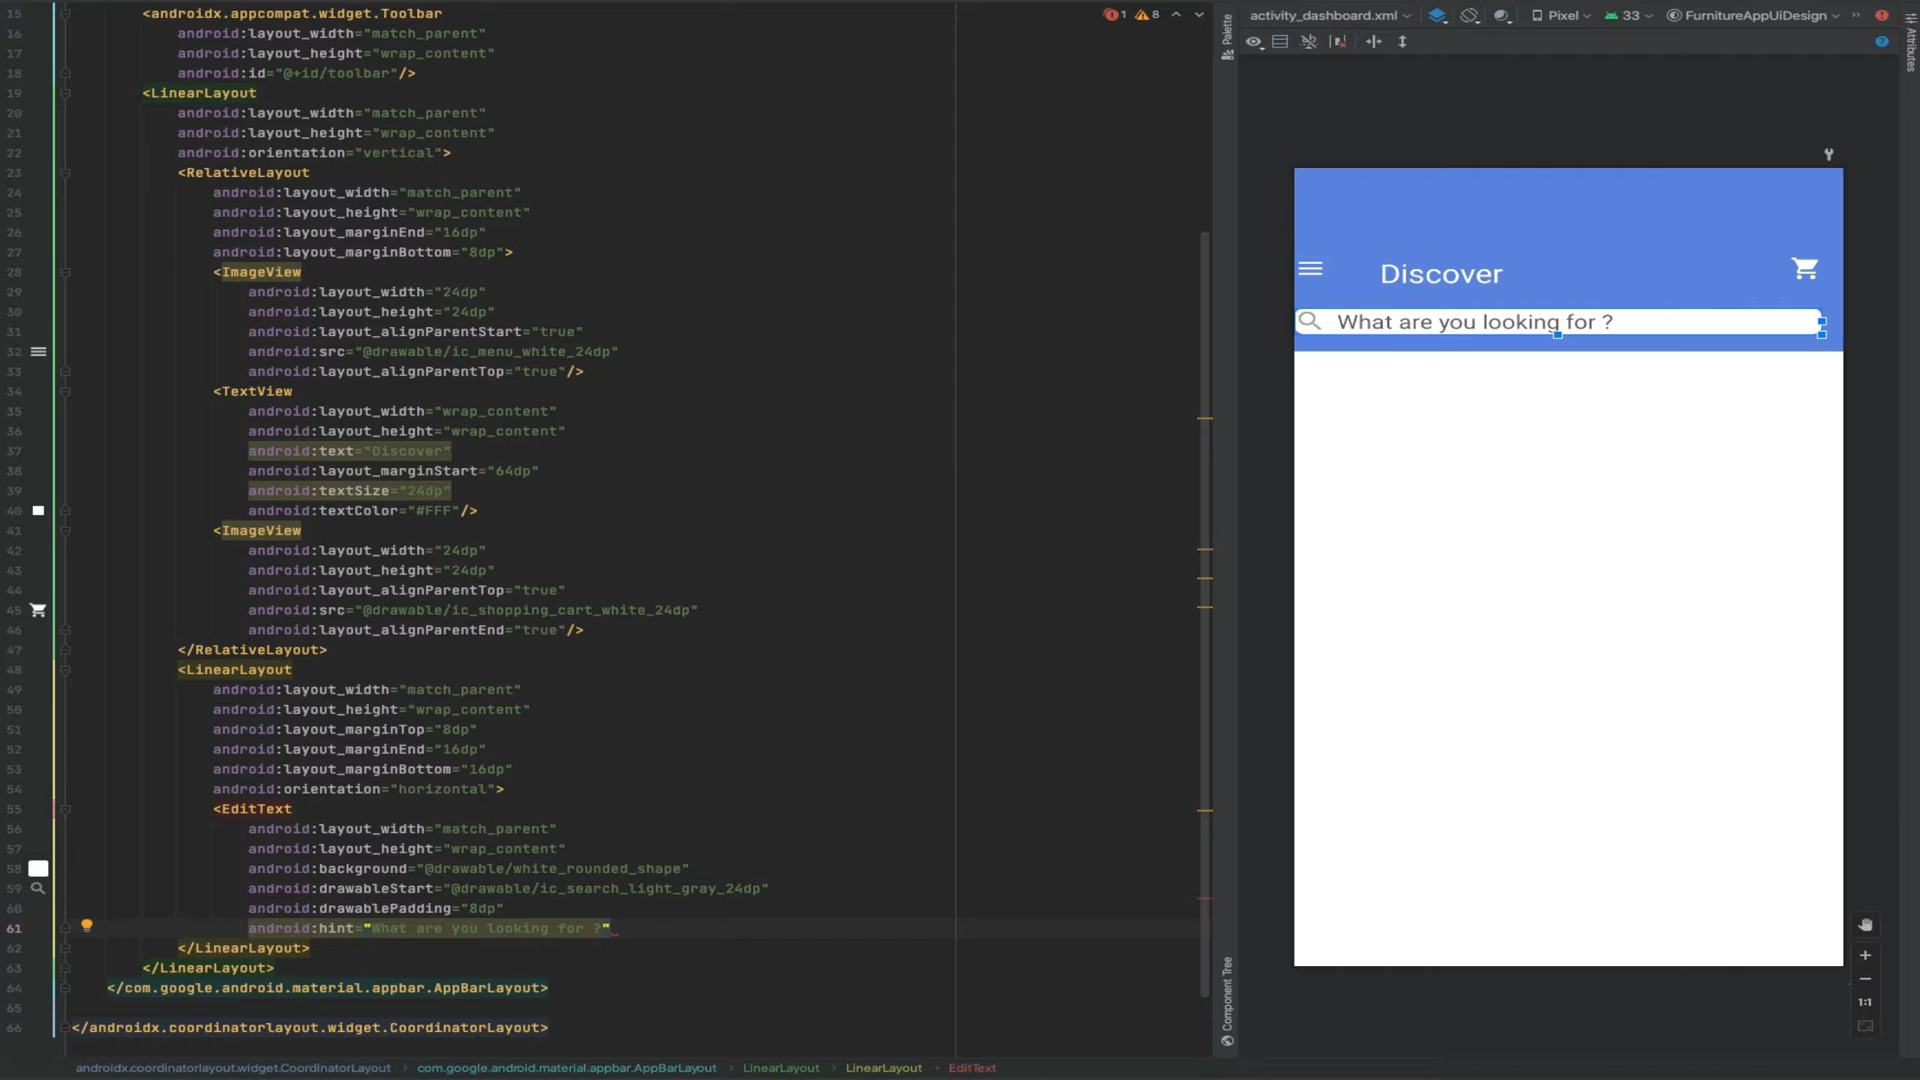 15 <androidx.appcompat.widget.Toolbar
16 android:layout_width="match_parent"
17 android:layout_height="wrap_content"
18 android:id="@+id/toolbar"/>
19 <LinearLayout
20 android:layout_width="match_parent"
21 android:layout_height="wrap_content"
22 android:orientation="vertical">
23 <RelativeLayout
24 android:layout_width="match_parent"
25 android:layout_height="wrap_content"
26 android:layout_marginEnd="16dp"
27 android:layout_marginBottom="8dp">
28 <ImageView
29 android:layout_width="24dp"
30 android:layout_height="24dp"
31 android:layout_alignParentStart="true"
32 android:src="@drawable/ic_menu_white_24dp"
33 android:layout_alignParentTop="true"/>
34 <TextView
35 android:layout_width="wrap_content"
36 android:layout_height="wrap_content"
37 android:text="Discover"
38 android:layout_marginStart="64dp"
39 android:textSize="24dp"
40 android:textColor="#FFF"/>
41 <ImageView
42 android:layout_width="24dp"
43 android:layout_height="24dp"
44 android:layout_alignParentTop="true"
45 android:src="@drawable/ic_shopping_cart_white_24dp"
46 android:layout_alignParentEnd="true"/>
47 </RelativeLayout>
48 <LinearLayout
49 android:layout_width="match_parent"
50 android:layout_height="wrap_content"
51 android:layout_marginTop="8dp"
52 android:layout_marginEnd="16dp"
53 android:layout_marginBottom="16dp"
54 android:orientation="horizontal">
55 <EditText
56 android:layout_width="match_parent"
57 android:layout_height="wrap_content"
58 android:background="@drawable/white_rounded_shape"
59 android:drawableStart="@drawable/ic_search_light_gray_24dp"
60 android:drawablePadding="8dp"
61 android:hint="What are you looking for ?"
62 </LinearLayout>
63 </LinearLayout>
64 </com.google.android.material.appbar.AppBarLayout>
65
66 </androidx.coordinatorlayout.widget.CoordinatorLayout>
androidx.coordinatorlayout.widget.CoordinatorLayout com.google.android.material.appbar.AppBarLayout LinearLayout LinearLayout EditText
1 8
Palette
Component Tree
activity_dashboard.xml Pixel 33 FurnitureAppUiDesign
Attributes
Discover
What are you looking for ?
1:1